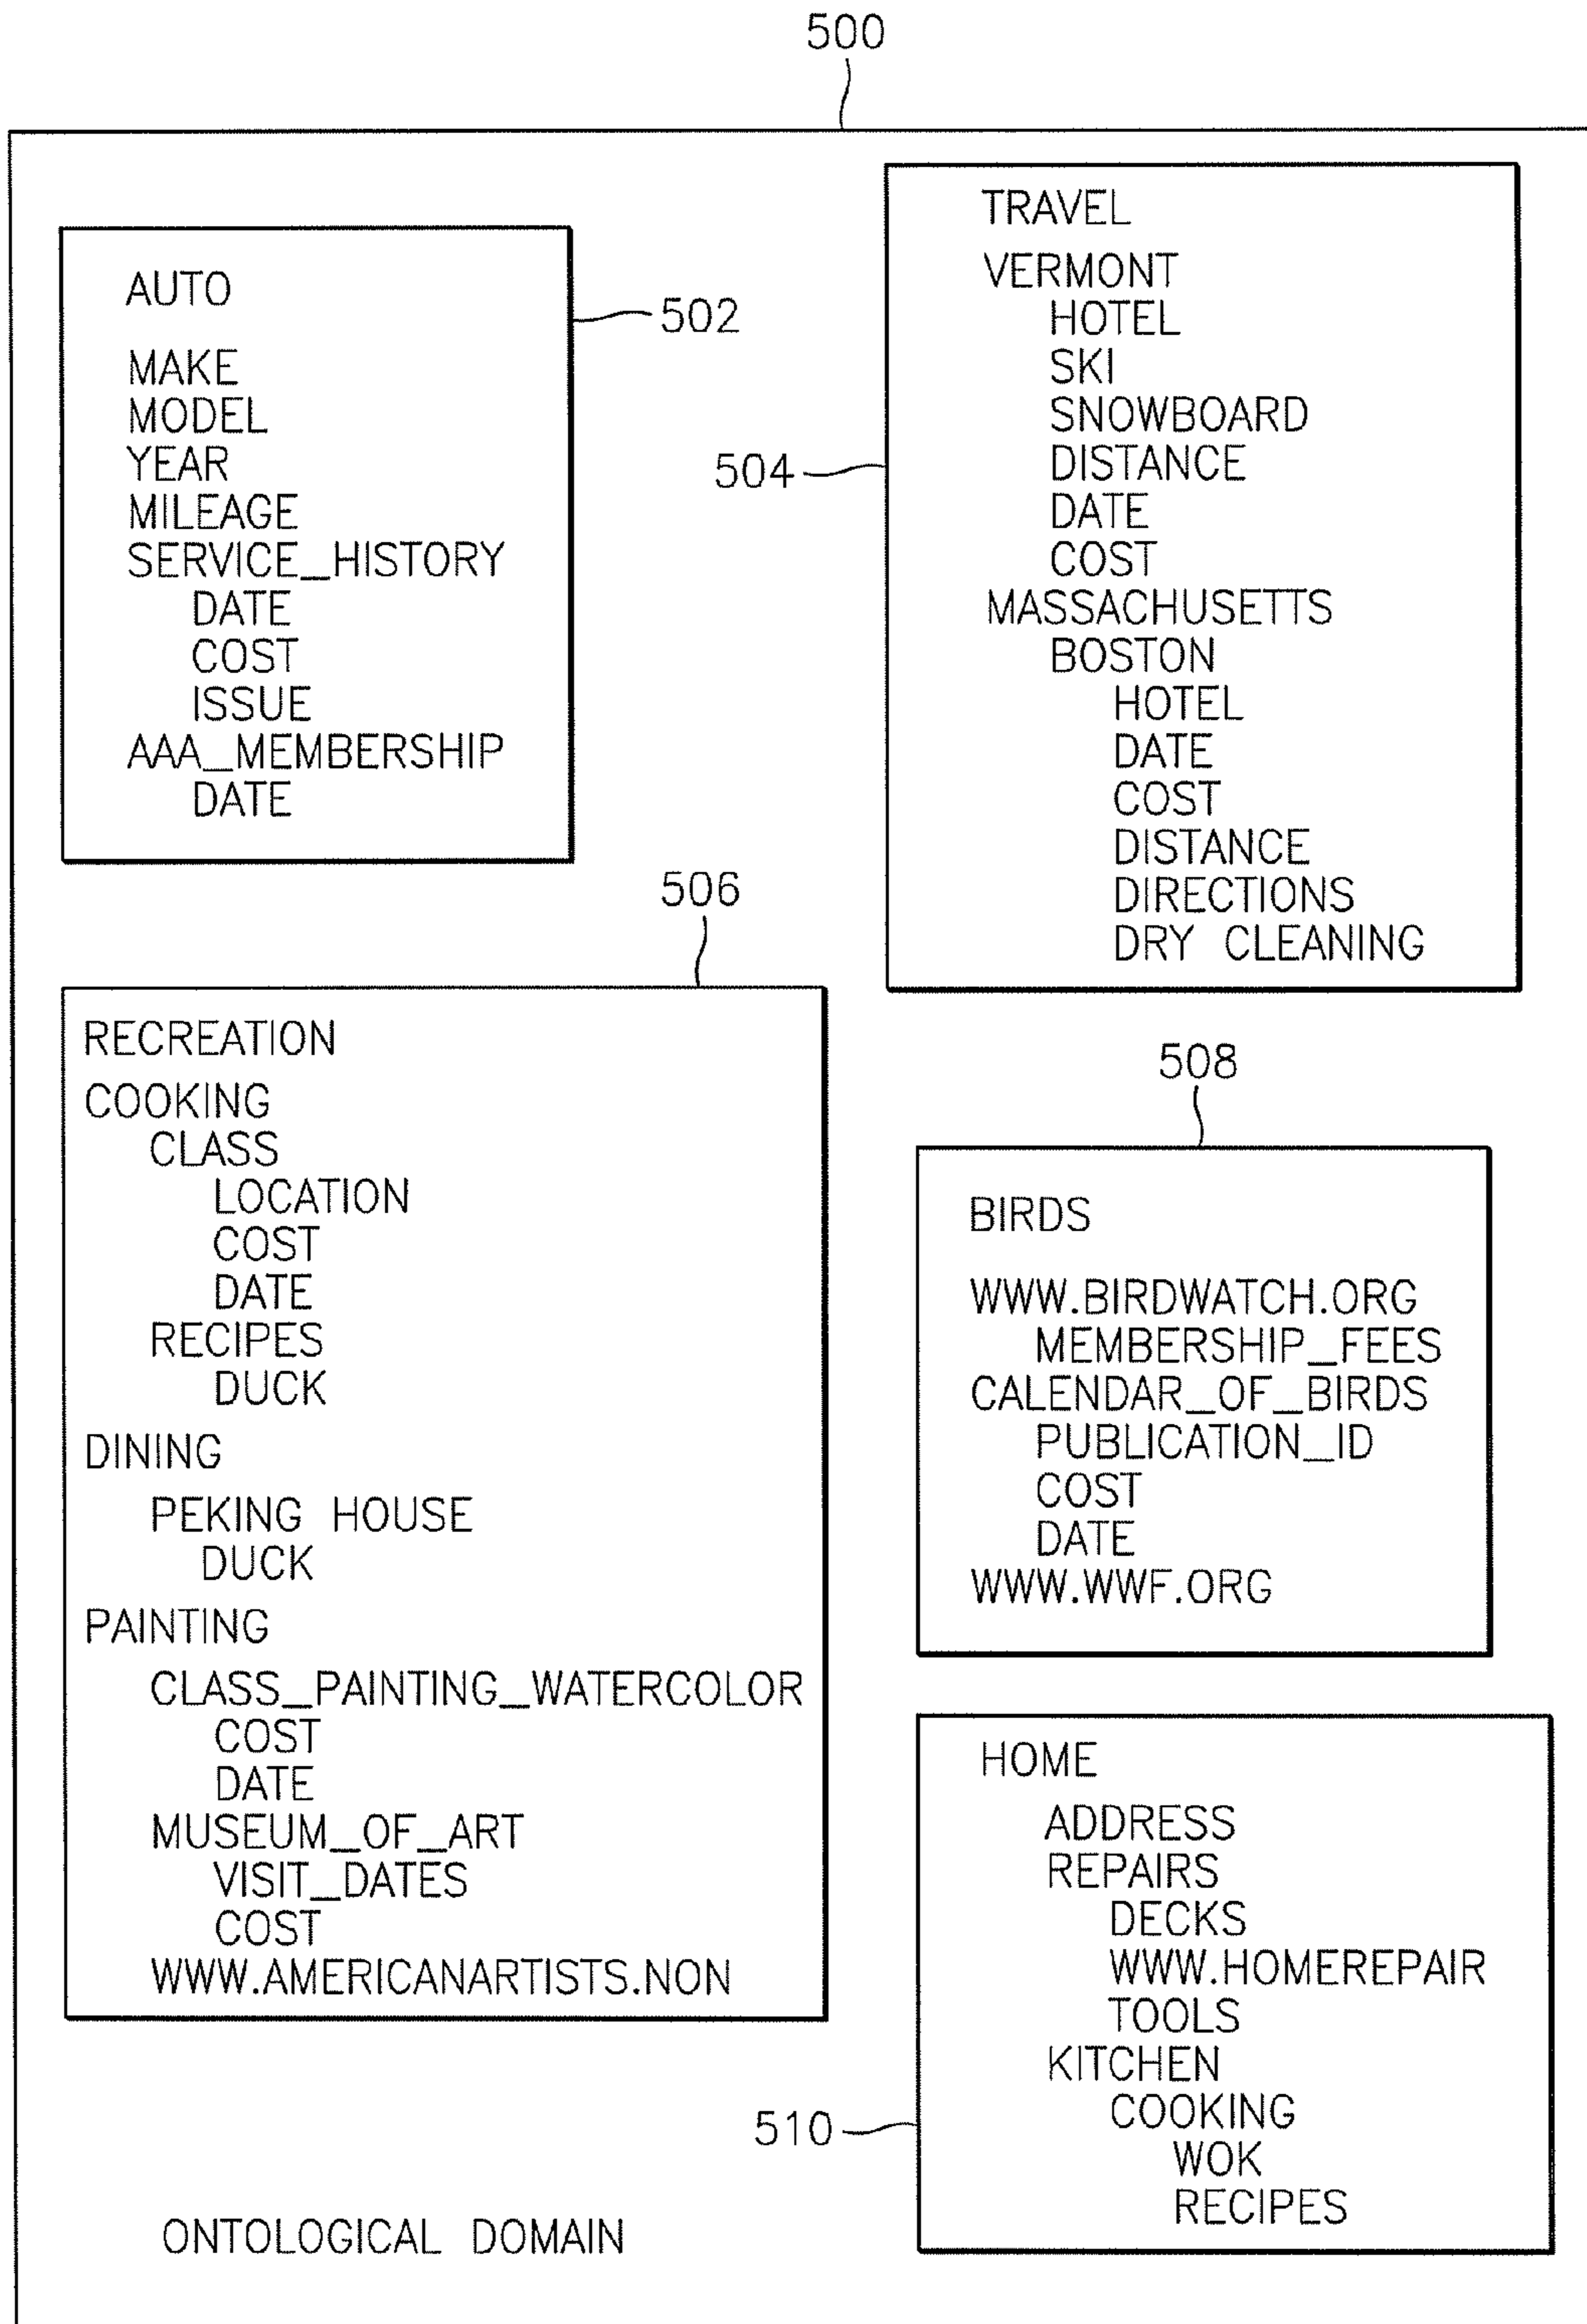 500
AUTO
MAKE
MODEL
YEAR
MILEAGE
SERVICE_HISTORY
DATE
COST
ISSUE
AAA_MEMBERSHIP
DATE
502
TRAVEL
VERMONT
HOTEL
SKI
SNOWBOARD
DISTANCE
DATE
COST
MASSACHUSETTS
BOSTON
HOTEL
DATE
COST
DISTANCE
DIRECTIONS
DRY CLEANING
504
506
RECREATION
COOKING
CLASS
LOCATION
COST
DATE
RECIPES
DUCK
DINING
PEKING HOUSE
DUCK
PAINTING
CLASS_PAINTING_WATERCOLOR
COST
DATE
MUSEUM_OF_ART
VISIT_DATES
COST
WWW.AMERICANARTISTS.NON
508
BIRDS
WWW.BIRDWATCH.ORG
MEMBERSHIP_FEES
CALENDAR_OF_BIRDS
PUBLICATION_ID
COST
DATE
WWW.WWF.ORG
HOME
ADDRESS
REPAIRS
DECKS
WWW.HOMEREPAIR
TOOLS
KITCHEN
COOKING
WOK
RECIPES
510
ONTOLOGICAL DOMAIN